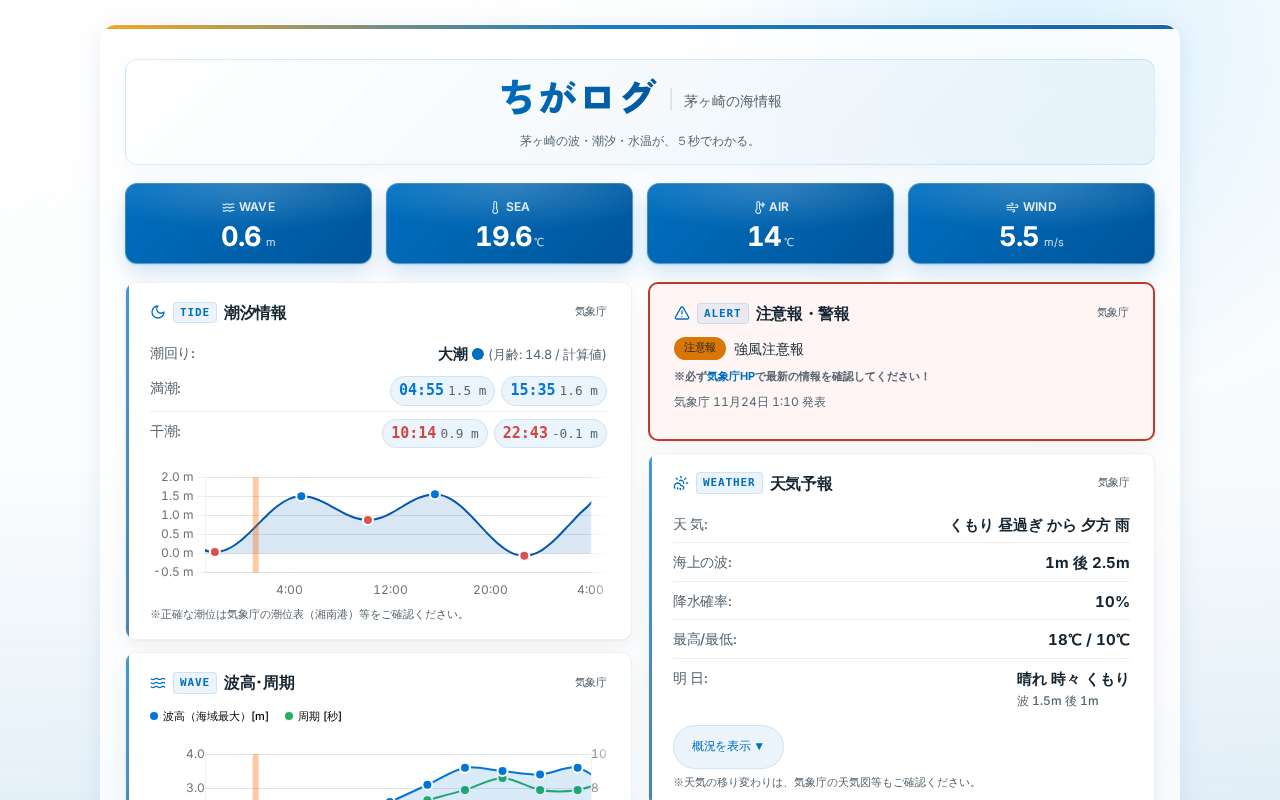 ちがログ 茅ヶ崎の海情報
茅ヶ崎の波・潮汐・水温が、５秒でわかる。
WAVE
0.6 m
SEA
19.6 ℃
AIR
14 ℃
WIND
5.5 m/s
TIDE 潮汐情報 気象庁
潮回り: 大潮 (月齢: 14.8 / 計算値)
満潮: 04:55 1.5 m 15:35 1.6 m
干潮: 10:14 0.9 m 22:43 -0.1 m
2.0 m
1.5 m
1.0 m
0.5 m
0.0 m
-0.5 m
4:00 12:00 20:00 4:00
※正確な潮位は気象庁の潮位表（湘南港）等をご確認ください。
WAVE 波高･周期 気象庁
波高（海域最大）[m] 周期 [秒]
4.0 10
3.0 8
ALERT 注意報・警報 気象庁
注意報 強風注意報
※必ず気象庁HPで最新の情報を確認してください！
気象庁 11月24日 1:10 発表
WEATHER 天気予報 気象庁
天 気: くもり 昼過ぎ から 夕方 雨
海上の波: 1m 後 2.5m
降水確率: 10%
最高/最低: 18℃ / 10℃
明 日: 晴れ 時々 くもり
波 1.5m 後 1m
概況を表示 ▼
※天気の移り変わりは、気象庁の天気図等もご確認ください。